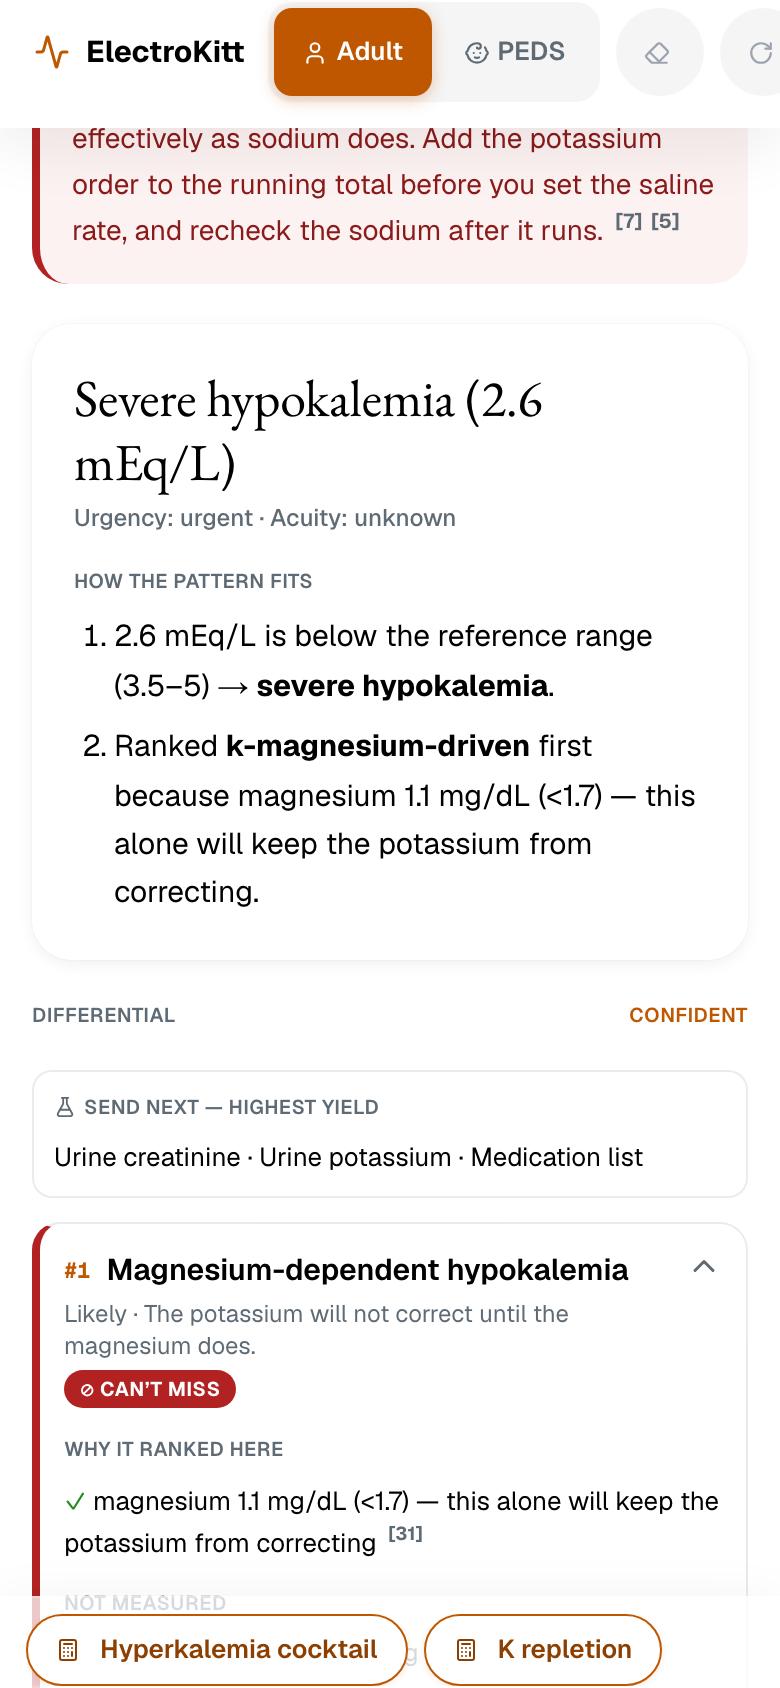 ElectroKitt
Adult
PEDS
effectively as sodium does. Add the potassium
order to the running total before you set the saline
rate, and recheck the sodium after it runs. [7] [5]
Severe hypokalemia (2.6
mEq/L)
Urgency: urgent · Acuity: unknown
HOW THE PATTERN FITS
1. 2.6 mEq/L is below the reference range
(3.5–5) → severe hypokalemia.
2. Ranked k-magnesium-driven first
because magnesium 1.1 mg/dL (<1.7) — this
alone will keep the potassium from
correcting.
DIFFERENTIAL
CONFIDENT
SEND NEXT — HIGHEST YIELD
Urine creatinine · Urine potassium · Medication list
#1 Magnesium-dependent hypokalemia
Likely · The potassium will not correct until the
magnesium does.
CAN'T MISS
WHY IT RANKED HERE
✓ magnesium 1.1 mg/dL (<1.7) — this alone will keep the
potassium from correcting [31]
NOT MEASURED
Hyperkalemia cocktail
K repletion